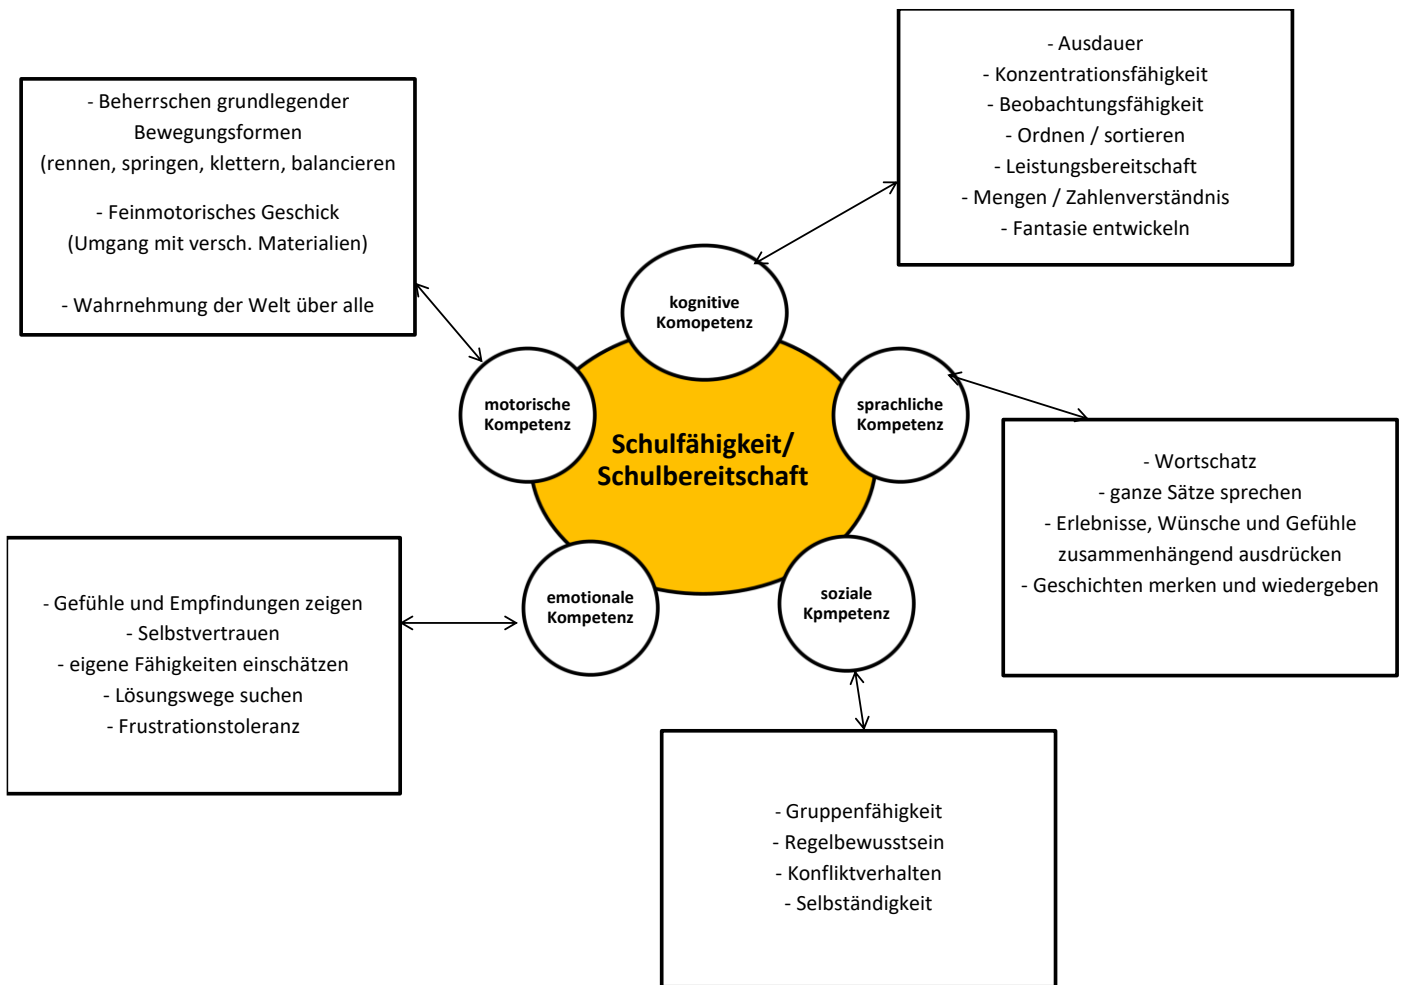 - Ausdauer
- Konzentrationsfähigkeit
- Beobachtungsfähigkeit
- Ordnen / sortieren
- Leistungsbereitschaft
- Mengen / Zahlenverständnis
- Fantasie entwickeln
- Beherrschen grundlegender
Bewegungsformen
(rennen, springen, klettern, balancieren
- Feinmotorisches Geschick
(Umgang mit versch. Materialien)
- Wahrnehmung der Welt über alle
kognitive
Komopetenz
motorische
Kompetenz
sprachliche
Kompetenz
Schulfähigkeit/
Schulbereitschaft
- Wortschatz
- ganze Sätze sprechen
- Erlebnisse, Wünsche und Gefühle
zusammenhängend ausdrücken
- Geschichten merken und wiedergeben
emotionale
Kompetenz
soziale
Kpmpetenz
- Gefühle und Empfindungen zeigen
- Selbstvertrauen
- eigene Fähigkeiten einschätzen
- Lösungswege suchen
- Frustrationstoleranz
- Gruppenfähigkeit
- Regelbewusstsein
- Konfliktverhalten
- Selbständigkeit